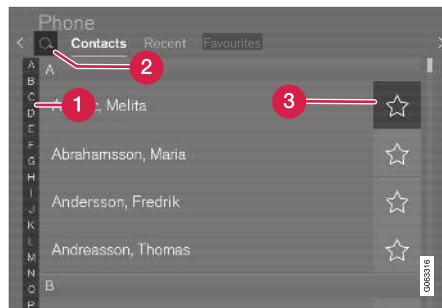 Phone
Contacts Recent Favourites
2
A
B
C
D
E
F
G
H
I
J
K
L
M
N
O
P
A
1
Melita
3
Abrahamsson, Maria
Andersson, Fredrik
Andreasson, Thomas
B
G063316